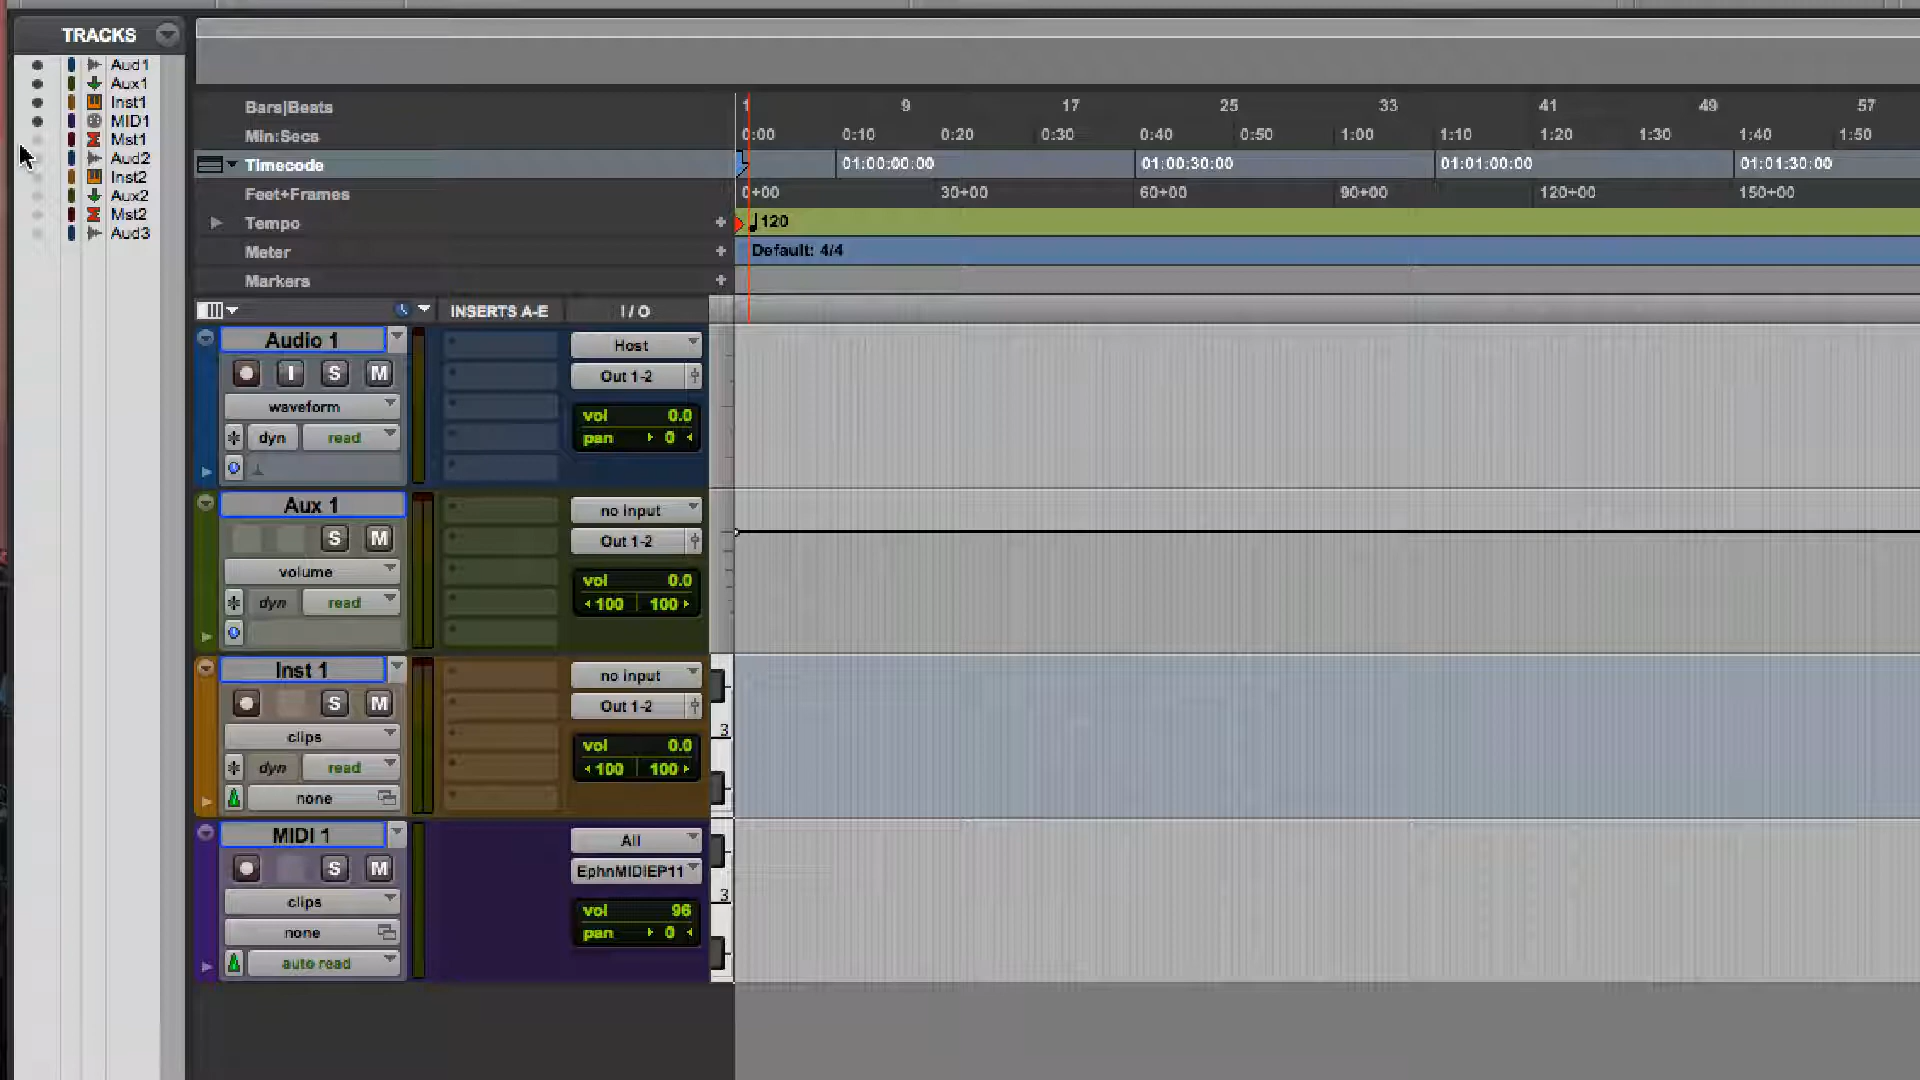 TRACKS
Aud1
Aux1
Inst1
MID1
Mst1
Aud2
Inst2
Aux2
Mst2
Aud3
Bars|Beats 1 9 17 25 33 41 49 57
Min:Secs 0:00 0:10 0:20 0:30 0:40 0:50 1:00 1:10 1:20 1:30 1:40 1:50
Timecode 01:00:00:00 01:00:30:00 01:01:00:00 01:01:30:00
Feet+Frames 0+00 30+00 60+00 90+00 120+00 150+00
Tempo + 120
Meter + Default: 4/4
Markers +
INSERTS A-E I / O
Audio 1 Host
I S M Out 1-2
waveform vol 0.0
dyn read pan 0
Aux 1 no input
S M Out 1-2
volume vol 0.0
dyn read 100 100
Inst 1 no input
S M Out 1-2
clips vol 0.0 3
dyn read 100 100
none
MIDI 1 All
S M EphnMIDIEP11
clips vol 96 3
none pan 0
auto read